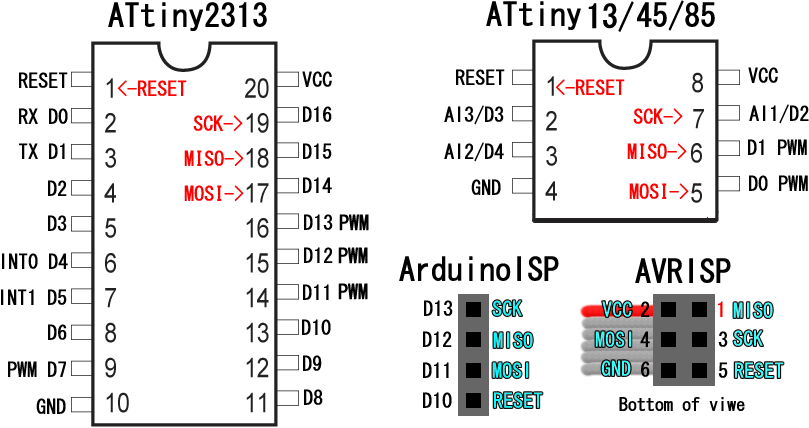 ATtiny2313
RESET 1 <-RESET 20 VCC
RX D0 2 SCK-> 19 D16
TX D1 3 MISO-> 18 D15
D2 4 MOSI-> 17 D14
D3 5 16 D13 PWM
INT0 D4 6 15 D12 PWM
INT1 D5 7 14 D11 PWM
D6 8 13 D10
PWM D7 9 12 D9
GND 10 11 D8
ATtiny 13/45/85
RESET 1 <-RESET 8 VCC
AI3/D3 2 SCK-> 7 AI1/D2
AI2/D4 3 MISO-> 6 D1 PWM
GND 4 MOSI-> 5 D0 PWM
ArduinoISP
D13 SCK
D12 MISO
D11 MOSI
D10 RESET
AVRISP
VCC 2 1 MISO
MOSI 4 3 SCK
GND 6 5 RESET
Bottom of viwe